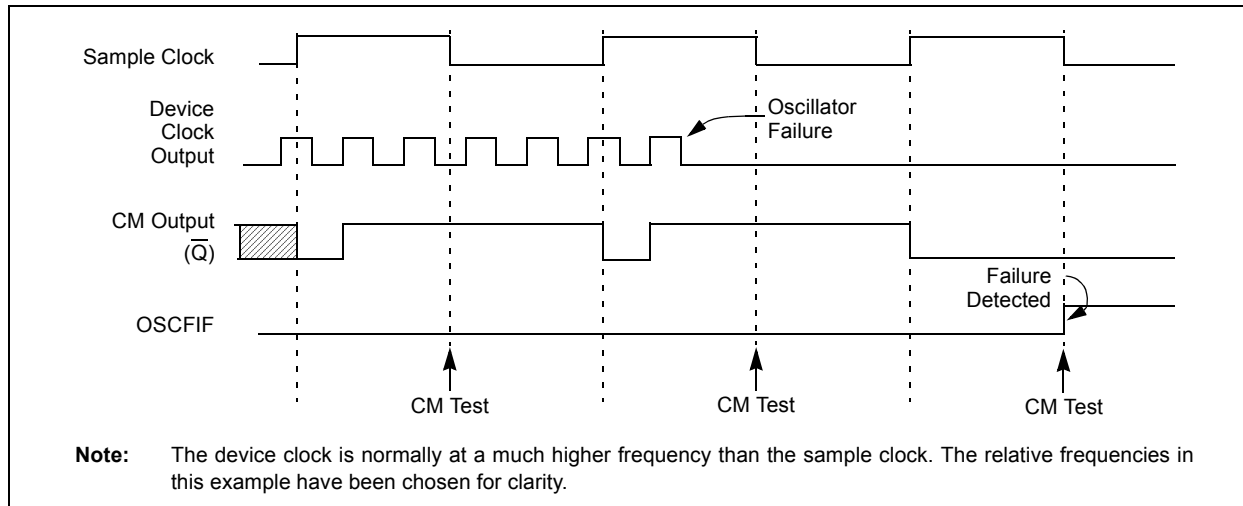 Sample Clock
Device
Clock
Output
Oscillator
Failure
CM Output
(Q̅)
Failure
Detected
OSCFIF
CM Test
CM Test
CM Test
Note: The device clock is normally at a much higher frequency than the sample clock. The relative frequencies in
this example have been chosen for clarity.